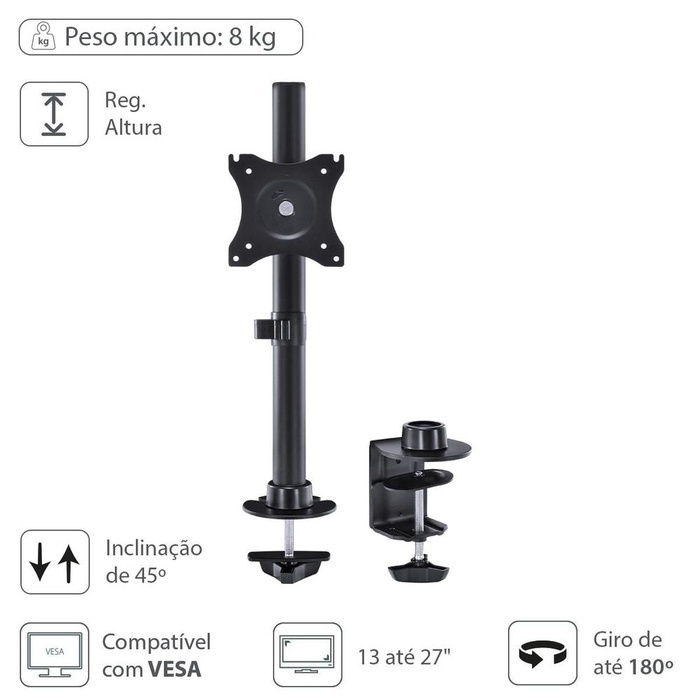 kg Peso máximo: 8 kg
Reg.
Altura
Inclinação
de 45º
VESA
Compatível
com VESA
13 até 27"
Giro de
até 180º